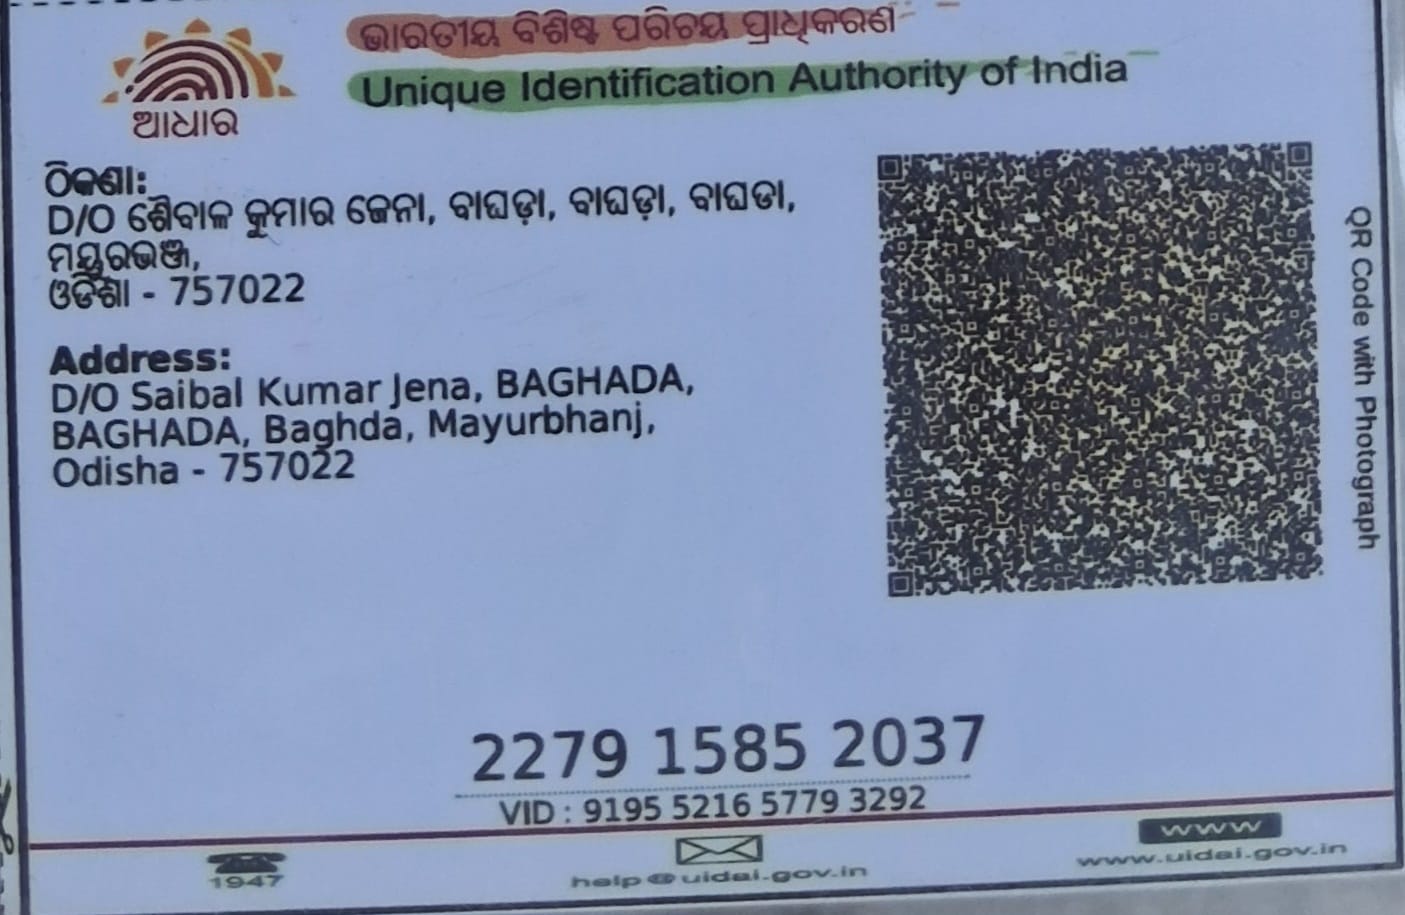 ଭାରତୀୟ ବିଶିଷ୍ଟ ପରିଚୟ ପ୍ରାଧିକରଣ
Unique Identification Authority of India
ଆଧାର
ଠିକଣା:
D/O ଶୈବାଳ କୁମାର ଜେନା, ବାଘଡ଼ା, ବାଘଡ଼ା, ବାଘଡା,
ମୟୂରଭଞ୍ଜ,
ଓଡିଶା - 757022
Address:
D/O Saibal Kumar Jena, BAGHADA,
BAGHADA, Baghda, Mayurbhanj,
Odisha - 757022
QR Code with Photograph
2279 1585 2037
VID : 9195 5216 5779 3292
1947
help@uidai.gov.in
WWW
www.uidai.gov.in